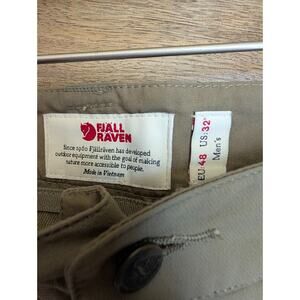 FJÄLL
RÄVEN
Since 1960 Fjällräven has developed
outdoor equipment with the goal of making
nature more accessible to people.
Made in Vietnam
EU: 48 US: 32"
Men's